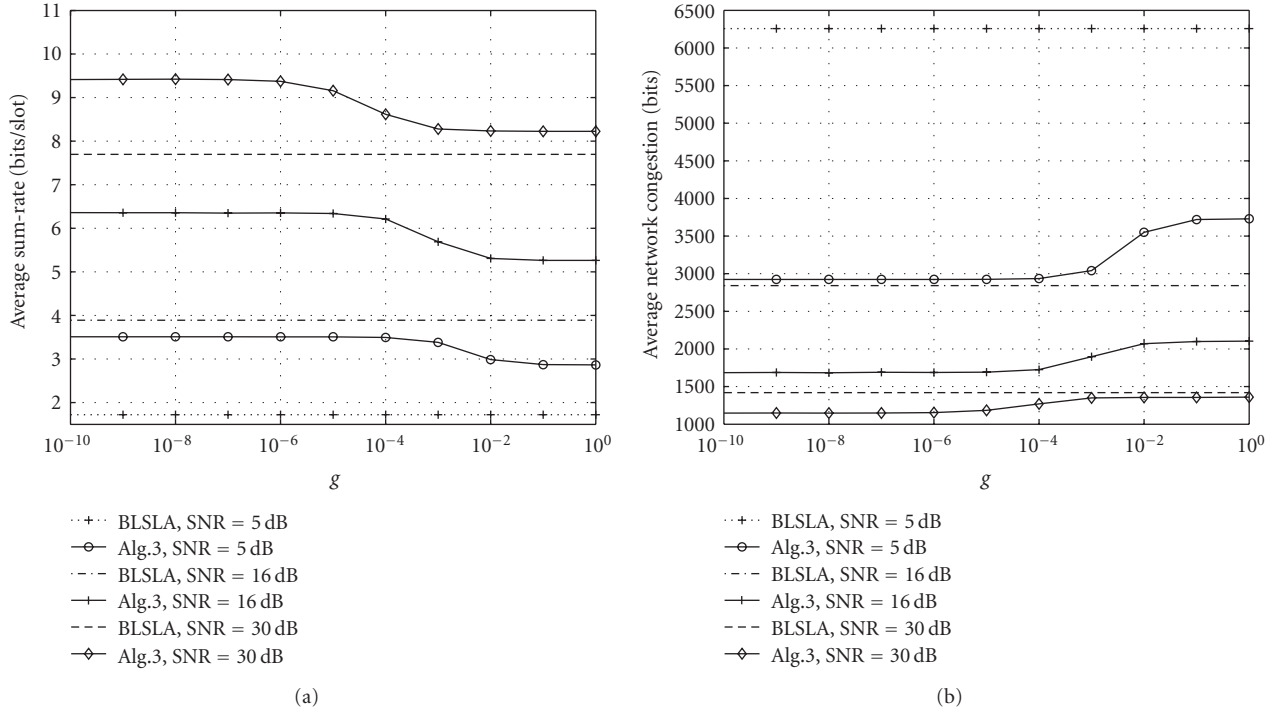 11
10
9
8
7
6
5
4
3
2
Average sum-rate (bits/slot)
10⁻¹⁰ 10⁻⁸ 10⁻⁶ 10⁻⁴ 10⁻² 10⁰
g
BLSLA, SNR = 5 dB
Alg.3, SNR = 5 dB
BLSLA, SNR = 16 dB
Alg.3, SNR = 16 dB
BLSLA, SNR = 30 dB
Alg.3, SNR = 30 dB
(a)
6500
6000
5500
5000
4500
4000
3500
3000
2500
2000
1500
1000
Average network congestion (bits)
10⁻¹⁰ 10⁻⁸ 10⁻⁶ 10⁻⁴ 10⁻² 10⁰
g
BLSLA, SNR = 5 dB
Alg.3, SNR = 5 dB
BLSLA, SNR = 16 dB
Alg.3, SNR = 16 dB
BLSLA, SNR = 30 dB
Alg.3, SNR = 30 dB
(b)